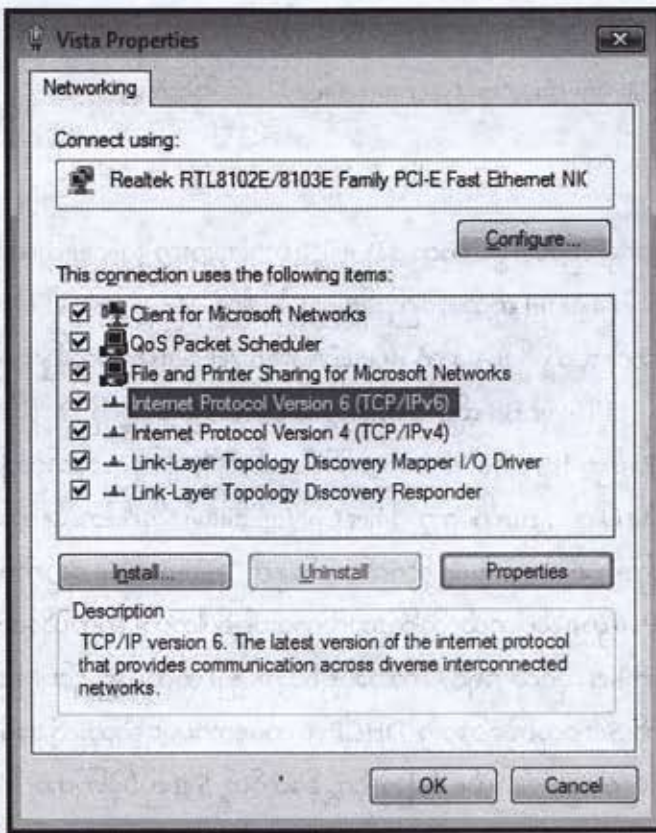 Vista Properties
Networking
Connect using:
Realtek RTL8102E/8103E Family PCI-E Fast Ethernet NIC
Configure...
This connection uses the following items:
Client for Microsoft Networks
QoS Packet Scheduler
File and Printer Sharing for Microsoft Networks
Internet Protocol Version 6 (TCP/IPv6)
Internet Protocol Version 4 (TCP/IPv4)
Link-Layer Topology Discovery Mapper I/O Driver
Link-Layer Topology Discovery Responder
Install...
Uninstall
Properties
Description
TCP/IP version 6. The latest version of the internet protocol
that provides communication across diverse interconnected
networks.
OK
Cancel